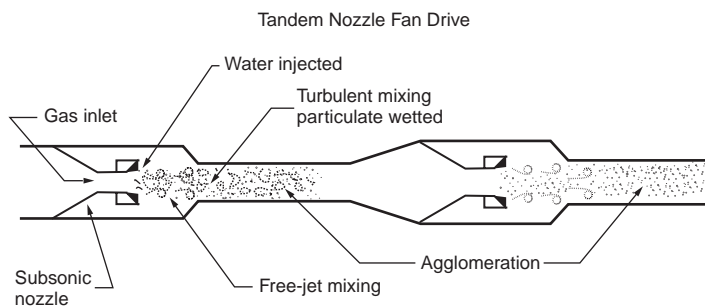 Tandem Nozzle Fan Drive
Water injected
Turbulent mixing
particulate wetted
Gas inlet
Subsonic
nozzle
Free-jet mixing
Agglomeration